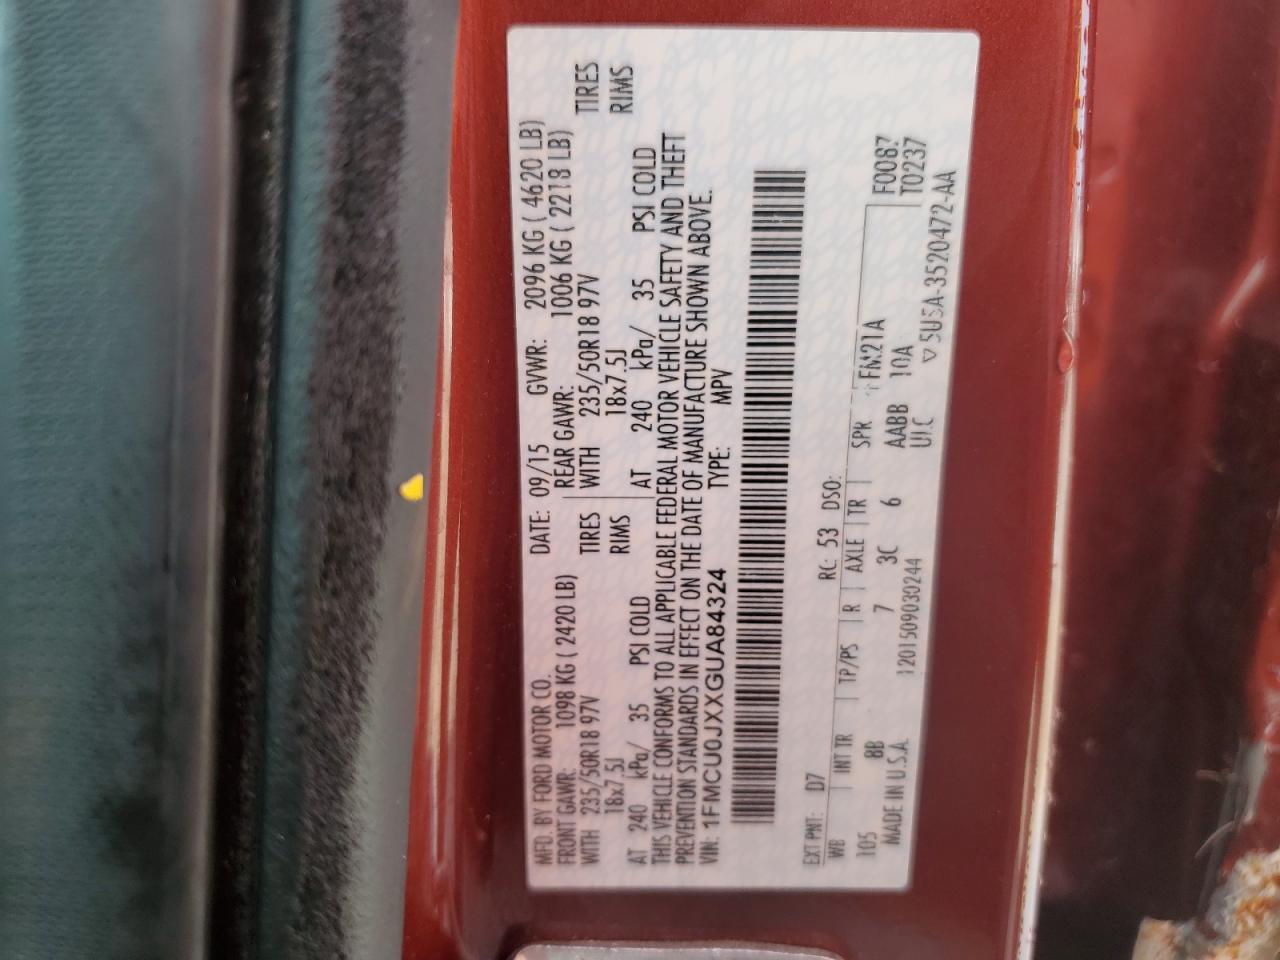 MFD. BY FORD MOTOR CO. DATE: 09/15 GVWR: 2096 KG ( 4620 LB)
FRONT GAWR: 1098 KG ( 2420 LB) REAR GAWR: 1006 KG ( 2218 LB)
WITH 235/50R18 97V TIRES WITH 235/50R18 97V TIRES
18x7.5J RIMS 18x7.5J RIMS
AT 240 kPa/ 35 PSI COLD AT 240 kPa/ 35 PSI COLD
THIS VEHICLE CONFORMS TO ALL APPLICABLE FEDERAL MOTOR VEHICLE SAFETY AND THEFT
PREVENTION STANDARDS IN EFFECT ON THE DATE OF MANUFACTURE SHOWN ABOVE.
VIN: 1FMCU0JXXGUA84324 TYPE: MPV
EXT PNT: D7 RC: 53 DSO:
WB INT TR TP/PS R AXLE TR SPR FM21A F0087
105 8B 7 3C 6 AABB 10A T0237
MADE IN U.S.A. 1201509030244 UIC 5U5A-3520472-AA